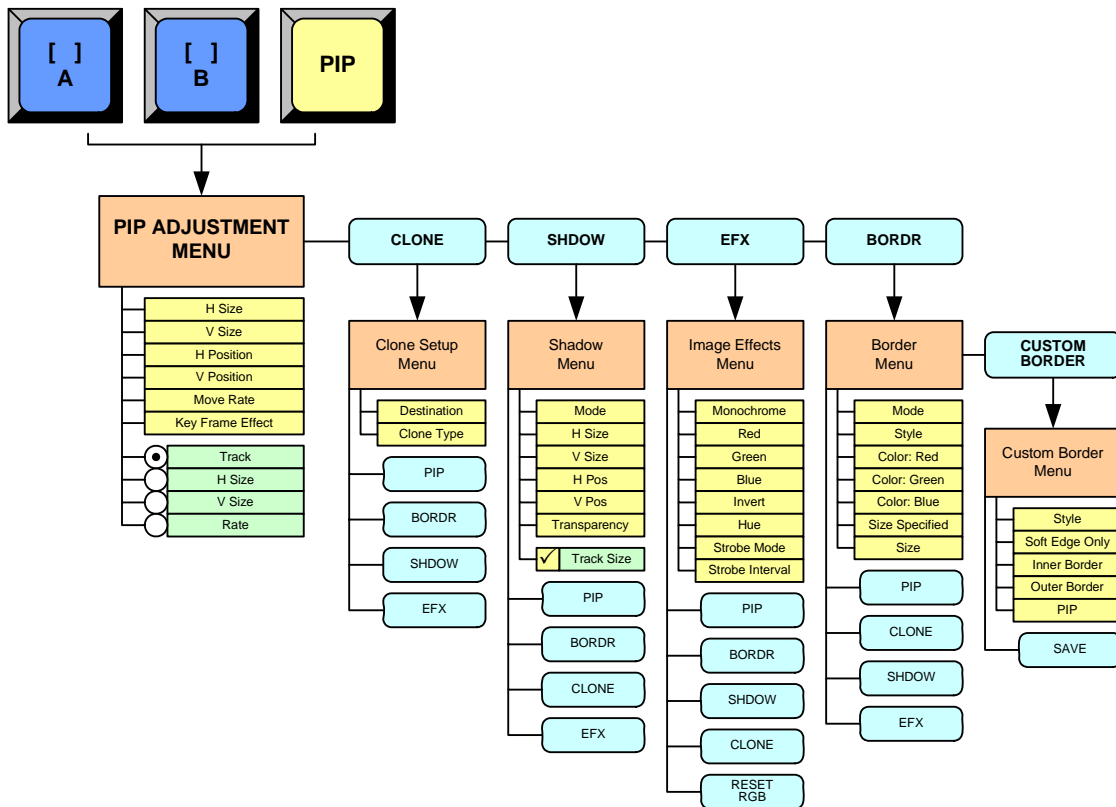 [ ]
A
[ ]
B
PIP
PIP ADJUSTMENT
MENU
H Size
V Size
H Position
V Position
Move Rate
Key Frame Effect
Track
H Size
V Size
Rate
CLONE
SHDOW
EFX
BORDR
Clone Setup
Menu
Destination
Clone Type
PIP
BORDR
SHDOW
EFX
Shadow
Menu
Mode
H Size
V Size
H Pos
V Pos
Transparency
Track Size
PIP
BORDR
CLONE
EFX
Image Effects
Menu
Monochrome
Red
Green
Blue
Invert
Hue
Strobe Mode
Strobe Interval
PIP
BORDR
SHDOW
CLONE
RESET
RGB
Border
Menu
Mode
Style
Color: Red
Color: Green
Color: Blue
Size Specified
Size
PIP
CLONE
SHDOW
EFX
CUSTOM
BORDER
Custom Border
Menu
Style
Soft Edge Only
Inner Border
Outer Border
PIP
SAVE